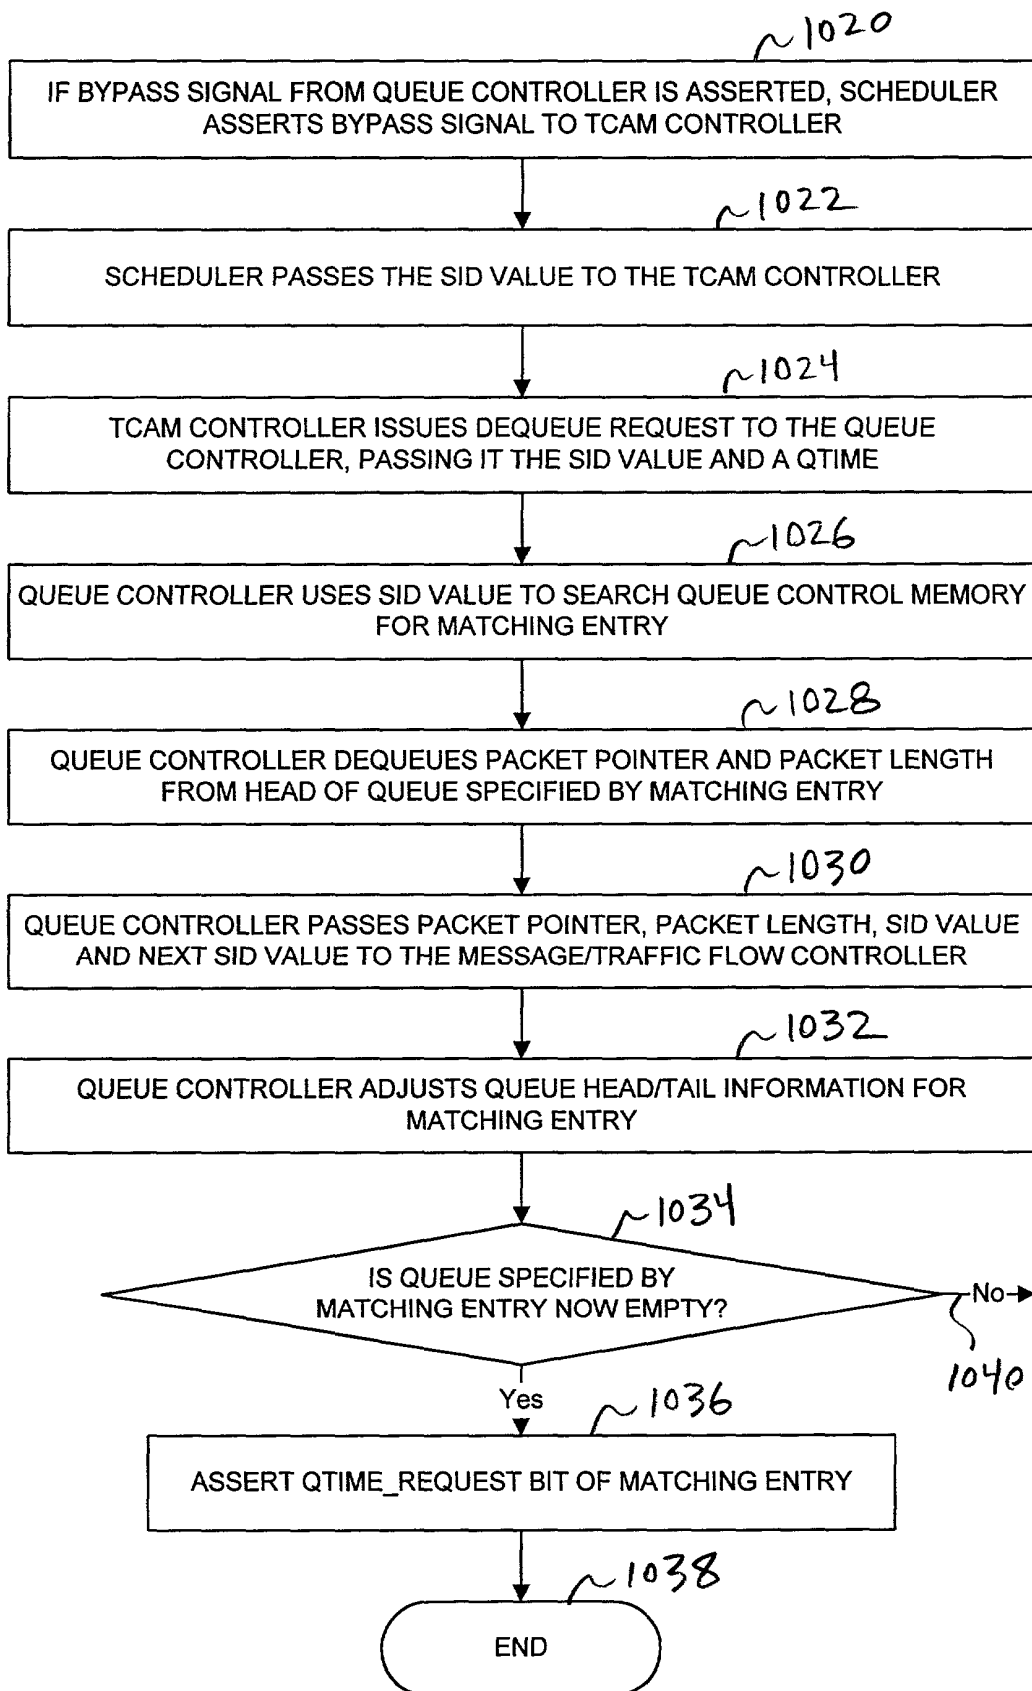 1020
IF BYPASS SIGNAL FROM QUEUE CONTROLLER IS ASSERTED, SCHEDULER
ASSERTS BYPASS SIGNAL TO TCAM CONTROLLER
1022
SCHEDULER PASSES THE SID VALUE TO THE TCAM CONTROLLER
1024
TCAM CONTROLLER ISSUES DEQUEUE REQUEST TO THE QUEUE
CONTROLLER, PASSING IT THE SID VALUE AND A QTIME
1026
QUEUE CONTROLLER USES SID VALUE TO SEARCH QUEUE CONTROL MEMORY
FOR MATCHING ENTRY
1028
QUEUE CONTROLLER DEQUEUES PACKET POINTER AND PACKET LENGTH
FROM HEAD OF QUEUE SPECIFIED BY MATCHING ENTRY
1030
QUEUE CONTROLLER PASSES PACKET POINTER, PACKET LENGTH, SID VALUE
AND NEXT SID VALUE TO THE MESSAGE/TRAFFIC FLOW CONTROLLER
1032
QUEUE CONTROLLER ADJUSTS QUEUE HEAD/TAIL INFORMATION FOR
MATCHING ENTRY
1034
IS QUEUE SPECIFIED BY
MATCHING ENTRY NOW EMPTY?
No
1040
Yes
1036
ASSERT QTIME_REQUEST BIT OF MATCHING ENTRY
1038
END